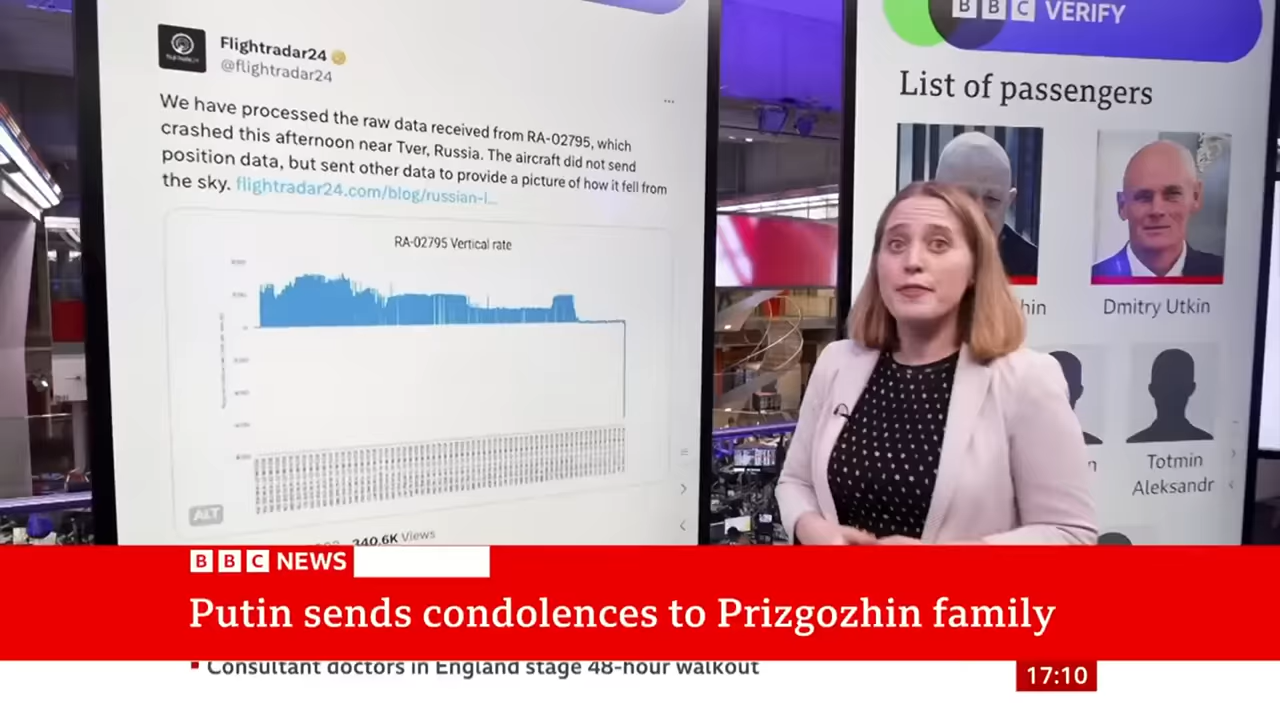 Flightradar24
@flightradar24
We have processed the raw data received from RA-02795, which
crashed this afternoon near Tver, Russia. The aircraft did not send
position data, but sent other data to provide a picture of how it fell from
the sky. flightradar24.com/blog/russian-i...
RA-02795 Vertical rate
ALT
340.6K Views
BBC VERIFY
List of passengers
Dmitry Utkin
Totmin
Aleksandr
BBC NEWS
Putin sends condolences to Prizgozhin family
Consultant doctors in England stage 48-hour walkout
17:10